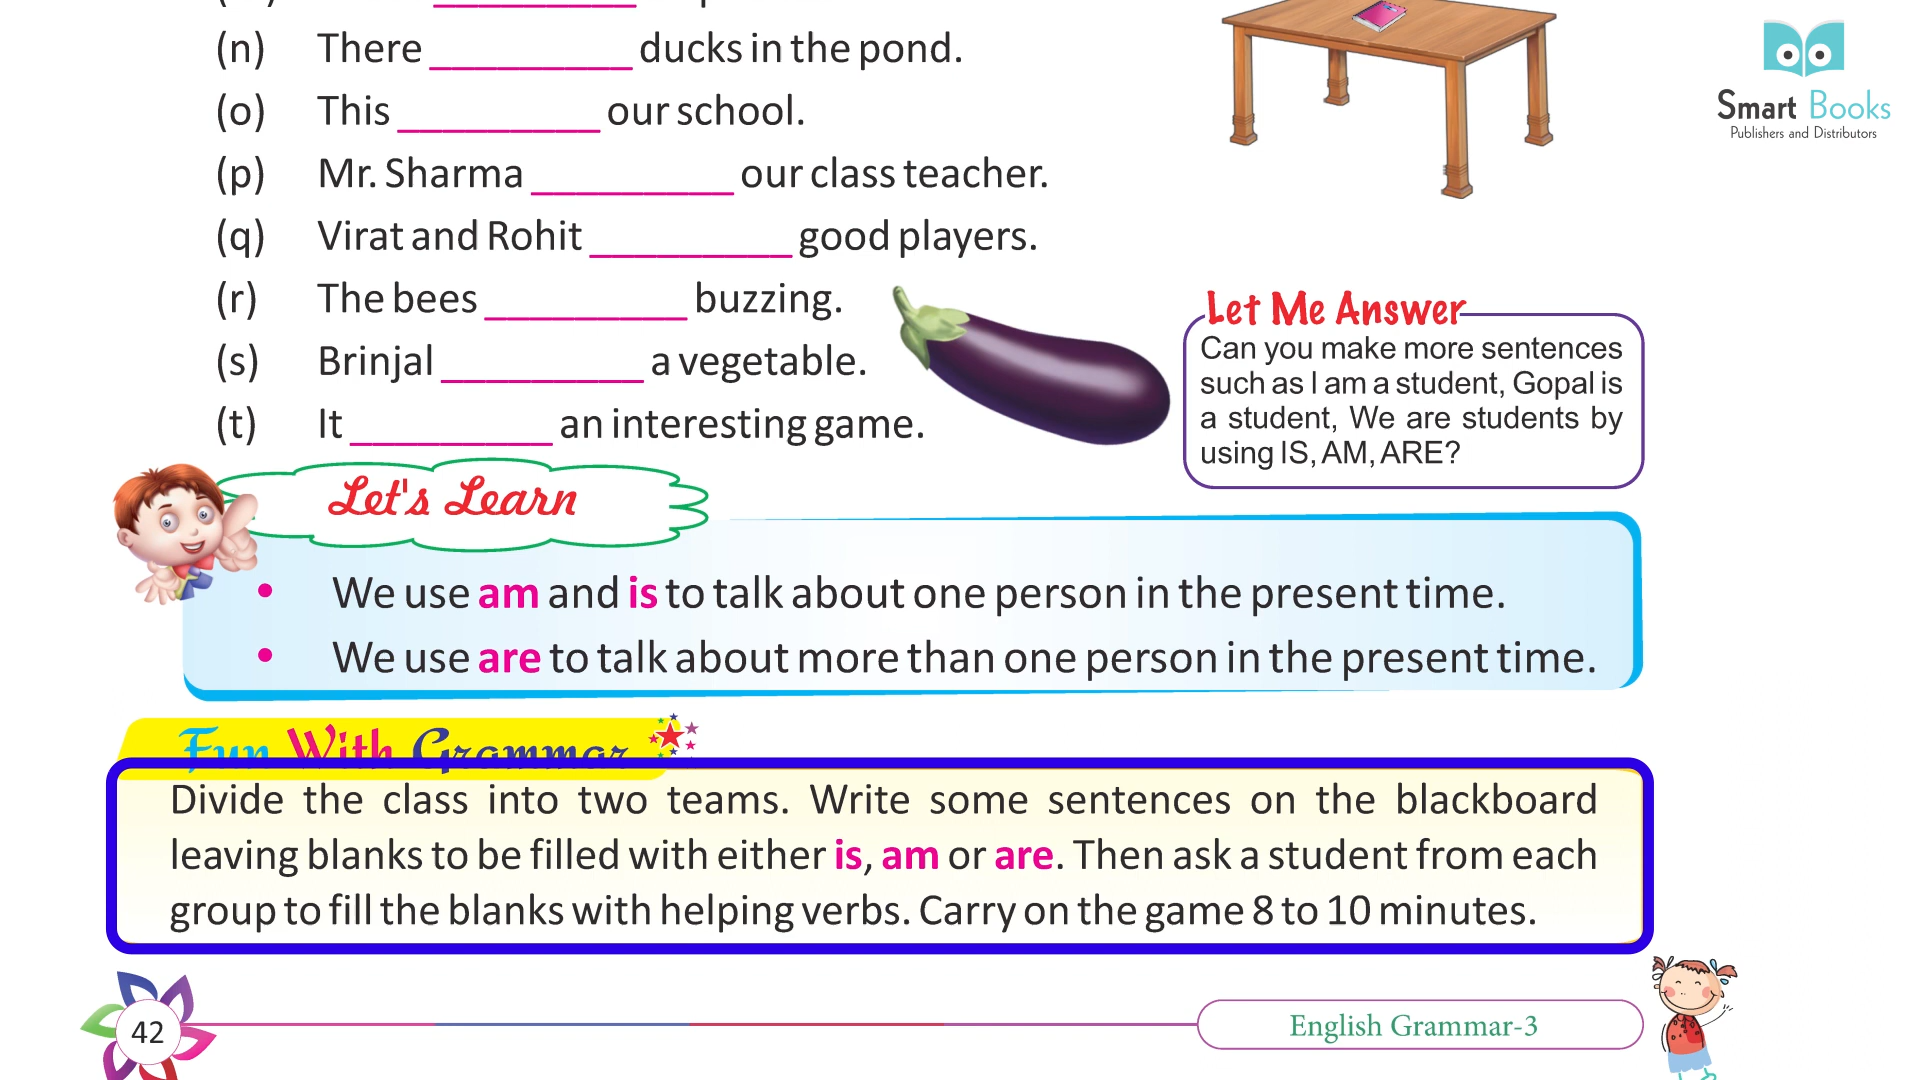 (n) There _________ ducks in the pond.
(o) This _________ our school.
(p) Mr. Sharma _________ our class teacher.
(q) Virat and Rohit _________ good players.
(r) The bees _________ buzzing.
(s) Brinjal _________ a vegetable.
(t) It _________ an interesting game.
Smart Books
Publishers and Distributors
Let Me Answer
Can you make more sentences
such as I am a student, Gopal is
a student, We are students by
using IS, AM, ARE?
Let's Learn
• We use am and is to talk about one person in the present time.
• We use are to talk about more than one person in the present time.
Fun With Grammar
Divide the class into two teams. Write some sentences on the blackboard
leaving blanks to be filled with either is, am or are. Then ask a student from each
group to fill the blanks with helping verbs. Carry on the game 8 to 10 minutes.
42
English Grammar-3